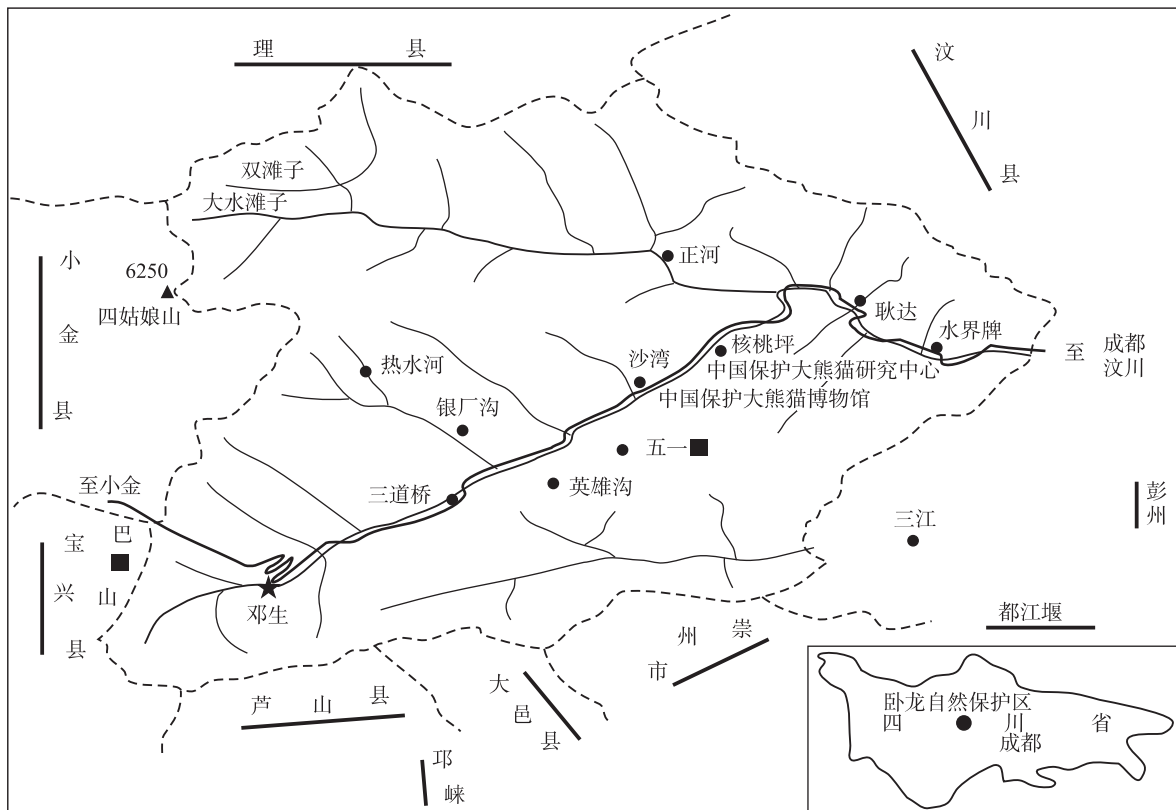 理县
汶川县
双滩子
大水滩子
正河
小金县
6250
四姑娘山
耿达
水界牌
核桃坪
至 成都
汶川
中国保护大熊猫研究中心
沙湾
热水河
中国保护大熊猫博物馆
银厂沟
五一
英雄沟
至小金
三道桥
彭州
三江
巴山
宝兴县
邓生
都江堰
崇州市
大邑县
芦山县
邛崃
卧龙自然保护区
四川省
成都